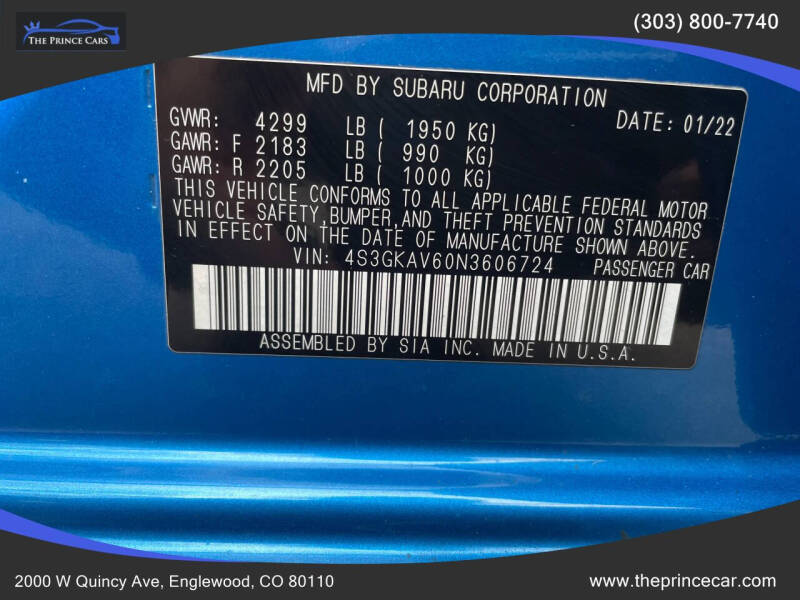 THE PRINCE CARS
(303) 800-7740
MFD BY SUBARU CORPORATION
GVWR: 4299 LB ( 1950 KG) DATE: 01/22
GAWR: F 2183 LB ( 990 KG)
GAWR: R 2205 LB ( 1000 KG)
THIS VEHICLE CONFORMS TO ALL APPLICABLE FEDERAL MOTOR
VEHICLE SAFETY, BUMPER, AND THEFT PREVENTION STANDARDS
IN EFFECT ON THE DATE OF MANUFACTURE SHOWN ABOVE.
VIN: 4S3GKAV60N3606724 PASSENGER CAR
ASSEMBLED BY SIA INC. MADE IN U.S.A.
2000 W Quincy Ave, Englewood, CO 80110
www.theprincecar.com